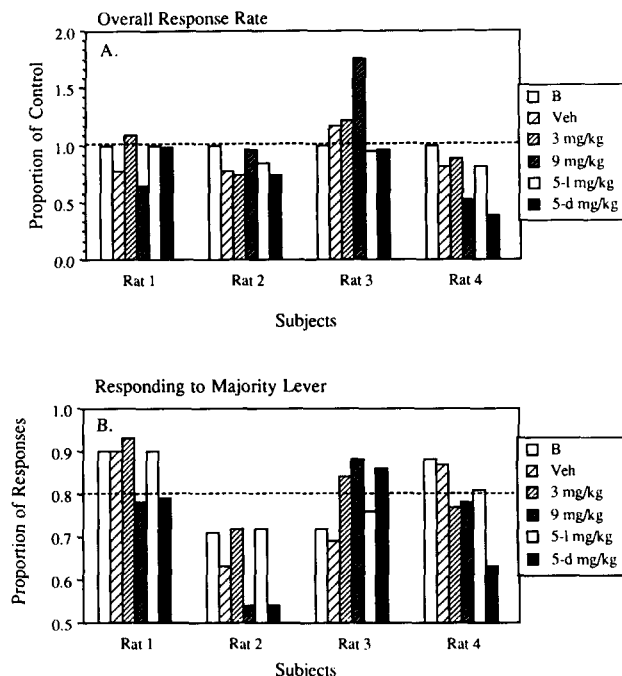 Overall Response Rate
A.
Proportion of Control
2.0
1.5
1.0
0.5
0.0
Rat 1 Rat 2 Rat 3 Rat 4
Subjects
B
Veh
3 mg/kg
9 mg/kg
5-l mg/kg
5-d mg/kg
Responding to Majority Lever
B.
Proportion of Responses
1.0
0.9
0.8
0.7
0.6
0.5
Rat 1 Rat 2 Rat 3 Rat 4
Subjects
B
Veh
3 mg/kg
9 mg/kg
5-l mg/kg
5-d mg/kg